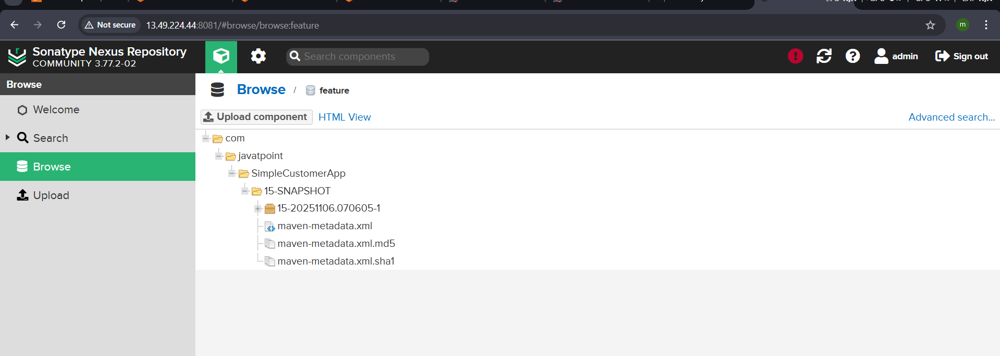 Not secure 13.49.224.44:8081/#browse/browse:feature
m
Sonatype Nexus Repository
COMMUNITY 3.77.2-02
Search components
admin
Sign out
Browse
Welcome
Search
Browse
Upload
Browse / feature
Upload component HTML View Advanced search...
com
javatpoint
SimpleCustomerApp
15-SNAPSHOT
15-20251106.070605-1
maven-metadata.xml
maven-metadata.xml.md5
maven-metadata.xml.sha1